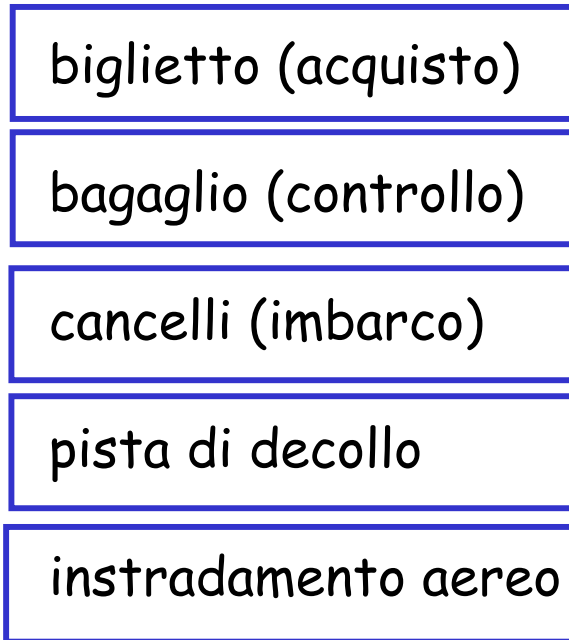 biglietto (acquisto)
bagaglio (controllo)
cancelli (imbarco)
pista di decollo
instradamento aereo